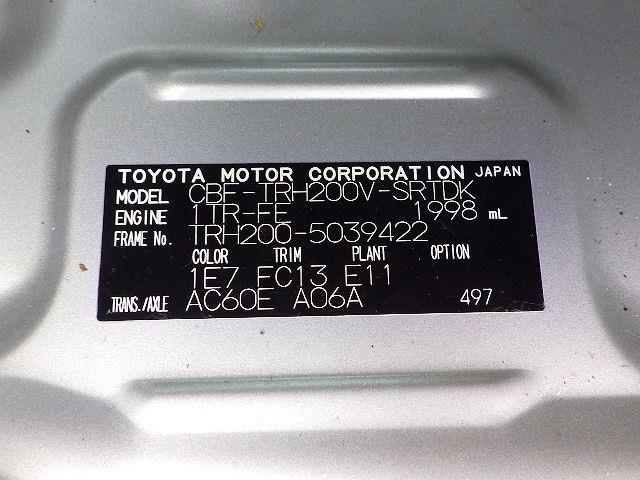 TOYOTA MOTOR CORPORATION JAPAN
MODEL CBF-TRH200V-SRTDK
ENGINE 1TR-FE 1998 mL
FRAME No. TRH200-5039422
COLOR TRIM PLANT OPTION
1E7 FC13 E11
TRANS./AXLE AC60E A06A 497